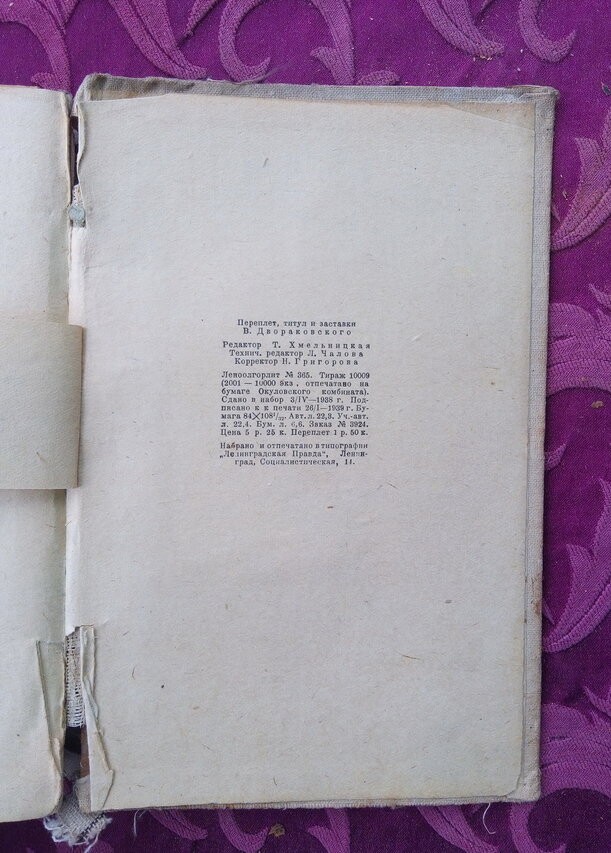 Переплет, титул и заставки
В. Двораковского
Редактор Т. Хмельницкая
Технич. редактор Л. Чалова
Корректор Н. Григорова
Леноолгорлит № 365. Тираж 10009
(2001 — 10000 экз. отпечатано на
бумаге Окуловского комбината).
Сдано в набор 3/IV—1938 г. Под-
писано к к печати 26/I—1939 г. Бу-
мага 84×108¹/₃₂. Авт. л. 22,3. Уч.-авт.
л. 22.4. Бум. л. 6,6. Заказ № 3924.
Цена 5 р. 25 к. Переплет 1 р. 50 к.
Набрано и отпечатано в типографии
„Ленинградская Правда“, Ленин-
град, Социалистическая, 14.